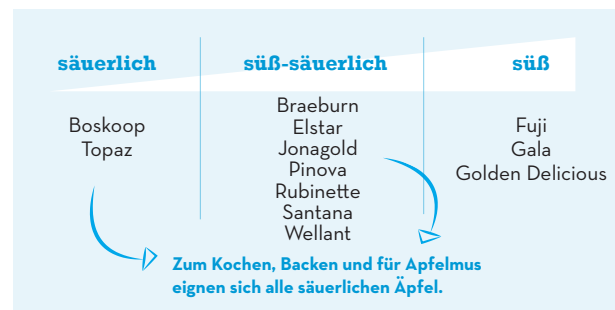 säuerlich
süß-säuerlich
süß
Boskoop
Topaz
Braeburn
Elstar
Jonagold
Pinova
Rubinette
Santana
Wellant
Fuji
Gala
Golden Delicious
Zum Kochen, Backen und für Apfelmus
eignen sich alle säuerlichen Äpfel.